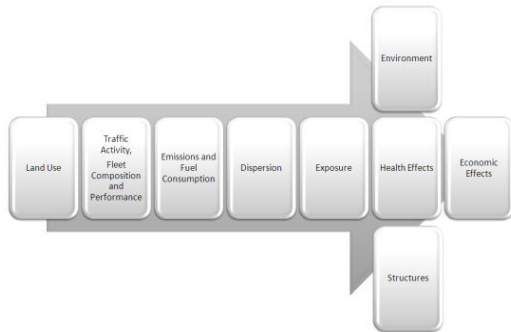 Environment
Land Use
Traffic
Activity,
Fleet
Composition
and
Performance
Emissions and
Fuel
Consumption
Dispersion
Exposure
Health Effects
Economic
Effects
Structures